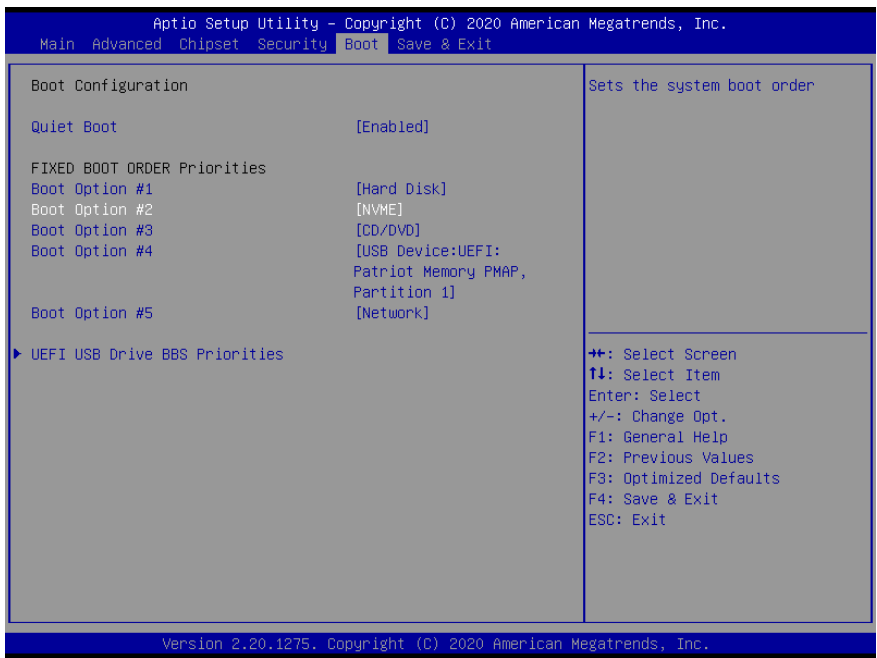 Aptio Setup Utility – Copyright (C) 2020 American Megatrends, Inc.
Main Advanced Chipset Security Boot Save & Exit
Boot Configuration
Quiet Boot [Enabled]
FIXED BOOT ORDER Priorities
Boot Option #1 [Hard Disk]
Boot Option #2 [NVME]
Boot Option #3 [CD/DVD]
Boot Option #4 [USB Device:UEFI:
Patriot Memory PMAP,
Partition 1]
Boot Option #5 [Network]
UEFI USB Drive BBS Priorities
Sets the system boot order
→←: Select Screen
↑↓: Select Item
Enter: Select
+/-: Change Opt.
F1: General Help
F2: Previous Values
F3: Optimized Defaults
F4: Save & Exit
ESC: Exit
Version 2.20.1275. Copyright (C) 2020 American Megatrends, Inc.